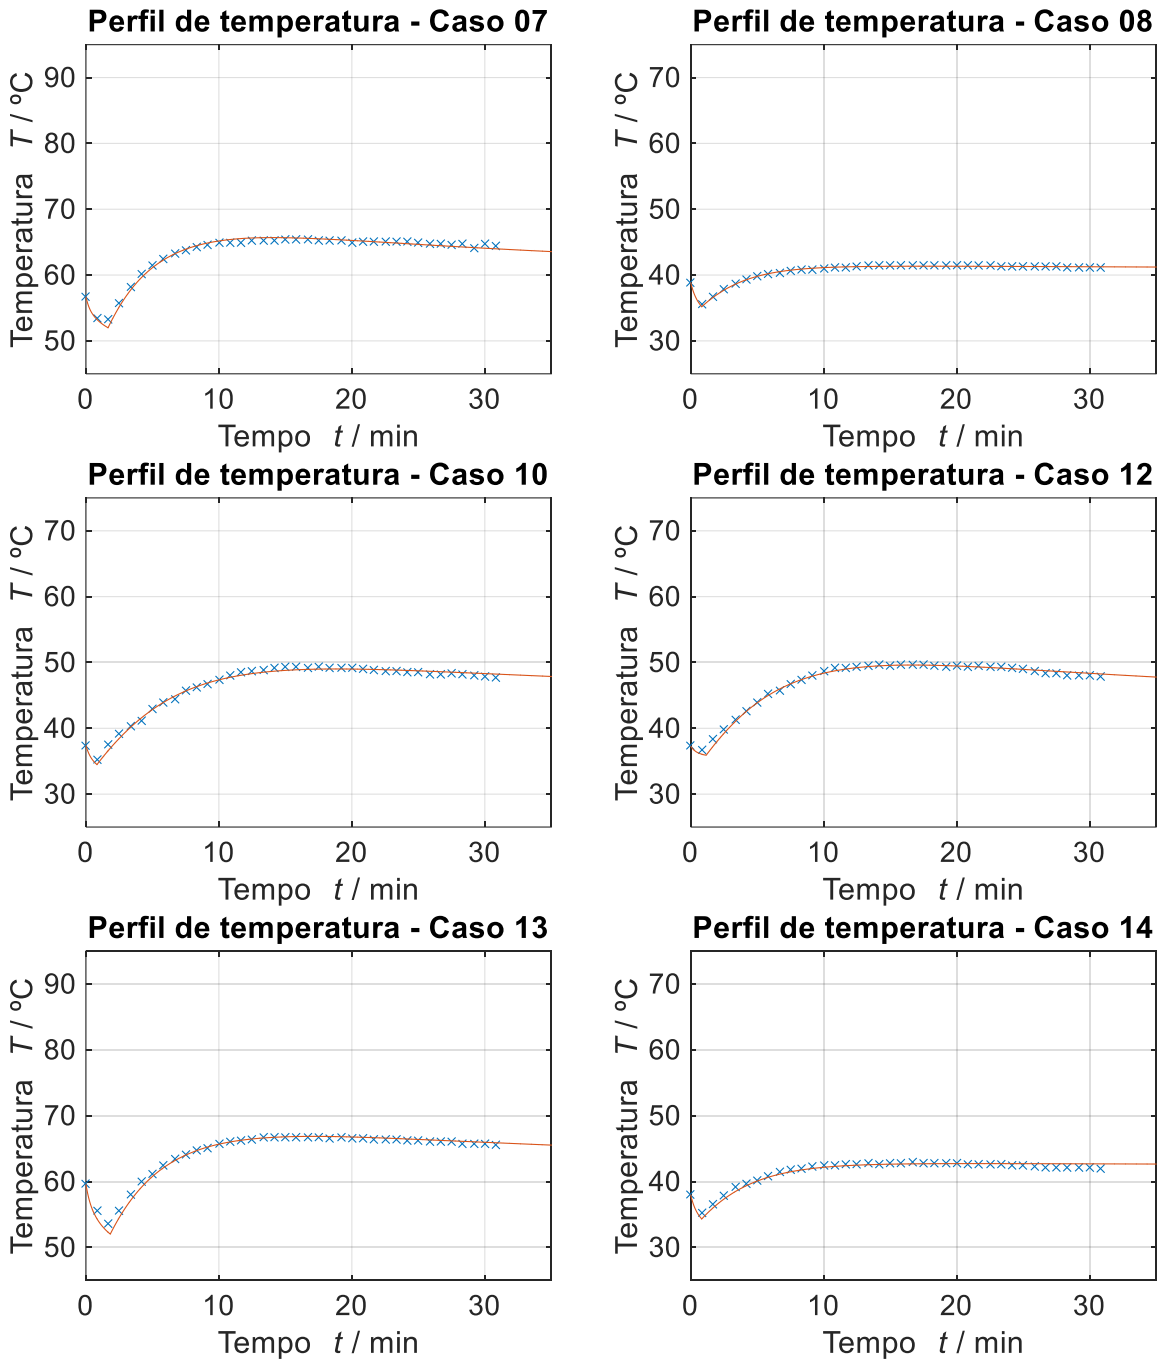 Perfil de temperatura - Caso 07
Temperatura T / ºC
90
80
70
60
50
0 10 20 30
Tempo t / min
Perfil de temperatura - Caso 08
Temperatura T / ºC
70
60
50
40
30
0 10 20 30
Tempo t / min
Perfil de temperatura - Caso 10
Temperatura T / ºC
70
60
50
40
30
0 10 20 30
Tempo t / min
Perfil de temperatura - Caso 12
Temperatura T / ºC
70
60
50
40
30
0 10 20 30
Tempo t / min
Perfil de temperatura - Caso 13
Temperatura T / ºC
90
80
70
60
50
0 10 20 30
Tempo t / min
Perfil de temperatura - Caso 14
Temperatura T / ºC
70
60
50
40
30
0 10 20 30
Tempo t / min